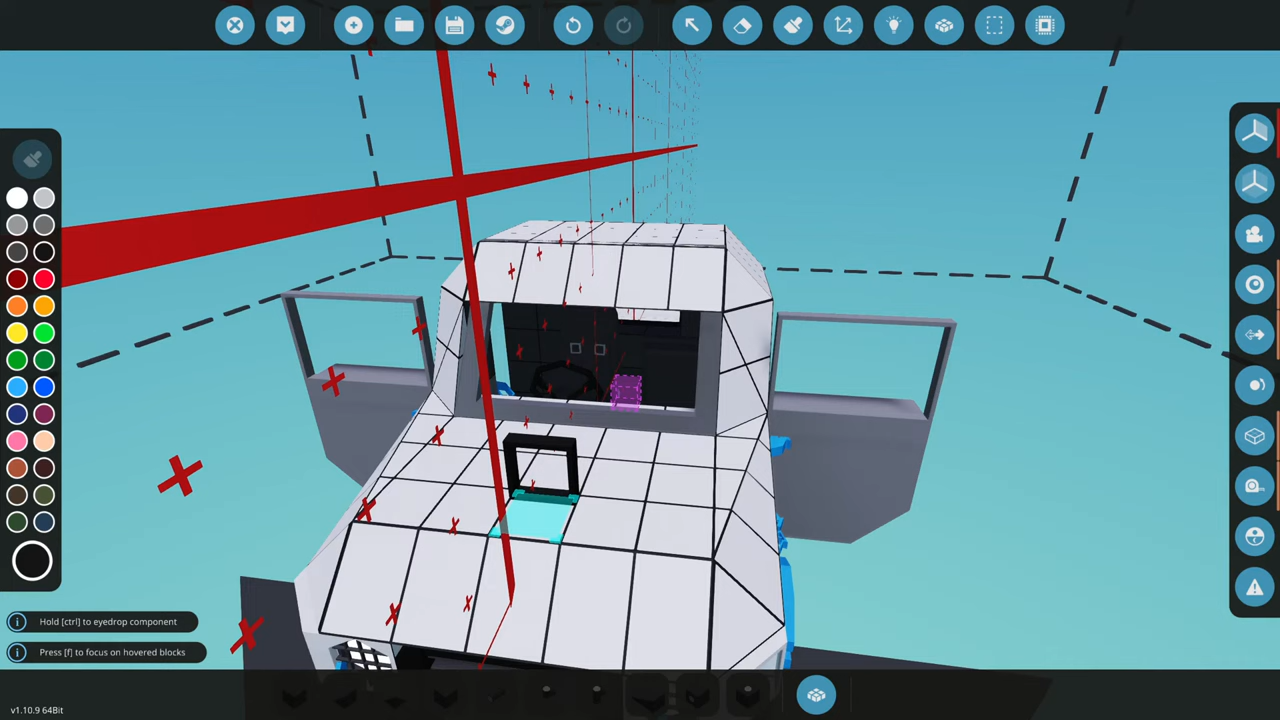 Hold [ctrl] to eyedrop component
Press [f] to focus on hovered blocks
v1.10.9 64Bit